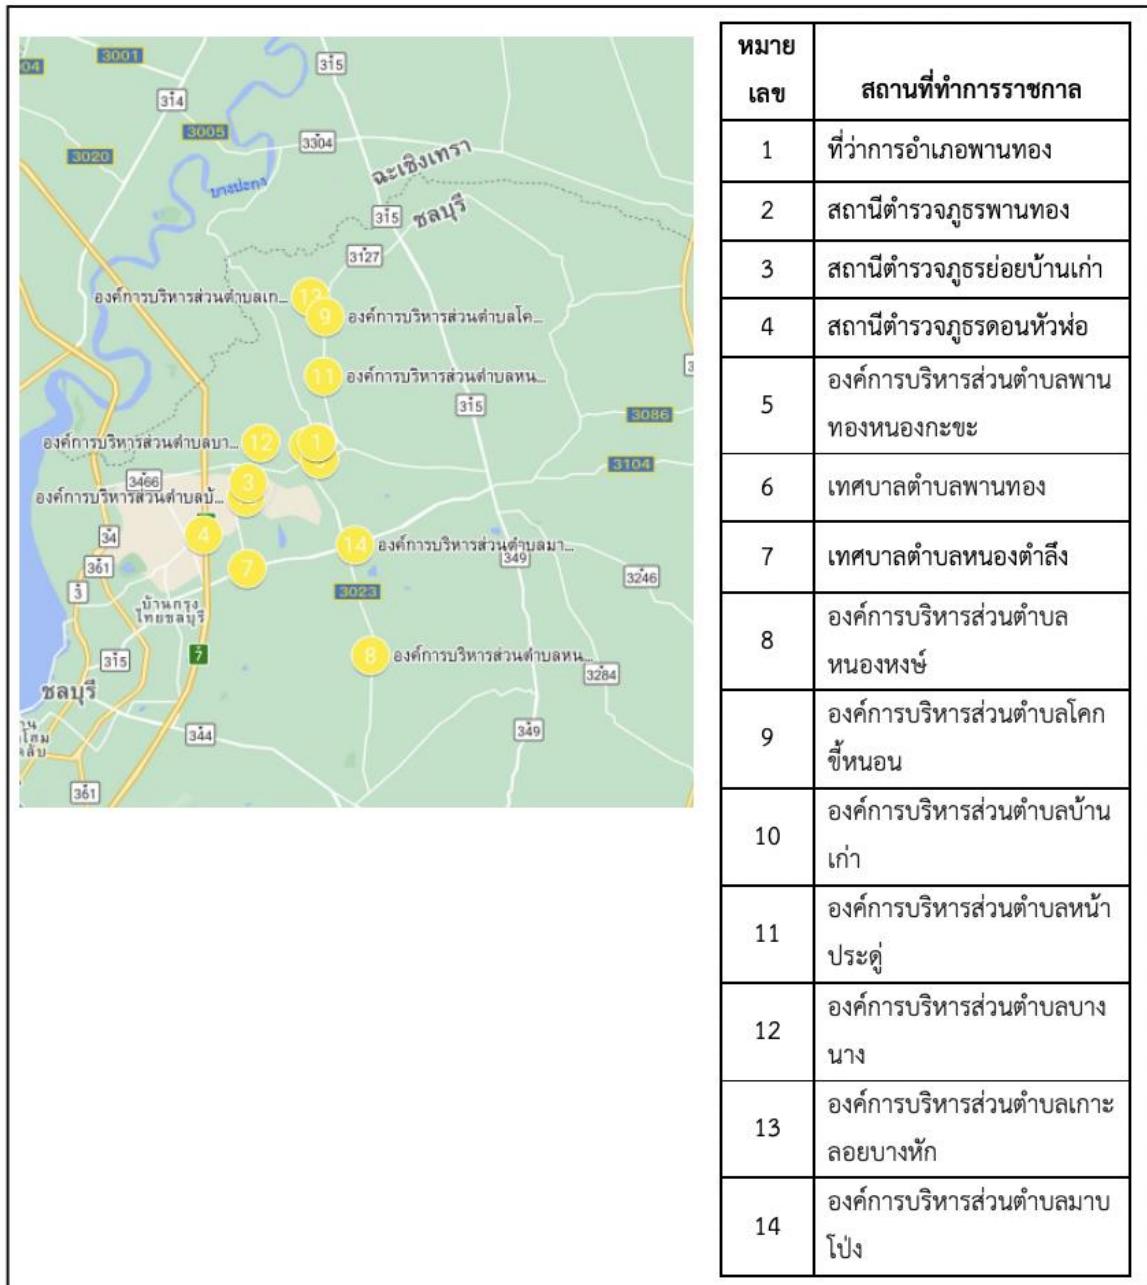 3001
04
315
314
3005
3304
3020
ฉะเชิงเทรา
บางปะกง
315
ชลบุรี
3127
องค์การบริหารส่วนตำบลเก...
13
9
องค์การบริหารส่วนตำบลโค...
11
องค์การบริหารส่วนตำบลหน...
315
3086
องค์การบริหารส่วนตำบลบา...
12
1
3104
3466
3
องค์การบริหารส่วนตำบลบ้...
34
4
14
องค์การบริหารส่วนตำบลมา...
349
361
7
3246
3
3023
บ้านกรุง
ไทยชลบุรี
315
7
8
องค์การบริหารส่วนตำบลหน...
3284
ชลบุรี
344
349
361
หมาย
เลข
สถานที่ทำการราชกาล
1
ที่ว่าการอำเภอพานทอง
2
สถานีตำรวจภูธรพานทอง
3
สถานีตำรวจภูธรย่อยบ้านเก่า
4
สถานีตำรวจภูธรดอนหัวฬ่อ
5
องค์การบริหารส่วนตำบลพาน
ทองหนองกะขะ
6
เทศบาลตำบลพานทอง
7
เทศบาลตำบลหนองตำลึง
8
องค์การบริหารส่วนตำบล
หนองหงษ์
9
องค์การบริหารส่วนตำบลโคก
ขี้หนอน
10
องค์การบริหารส่วนตำบลบ้าน
เก่า
11
องค์การบริหารส่วนตำบลหน้า
ประดู่
12
องค์การบริหารส่วนตำบลบาง
นาง
13
องค์การบริหารส่วนตำบลเกาะ
ลอยบางหัก
14
องค์การบริหารส่วนตำบลมาบ
โป่ง